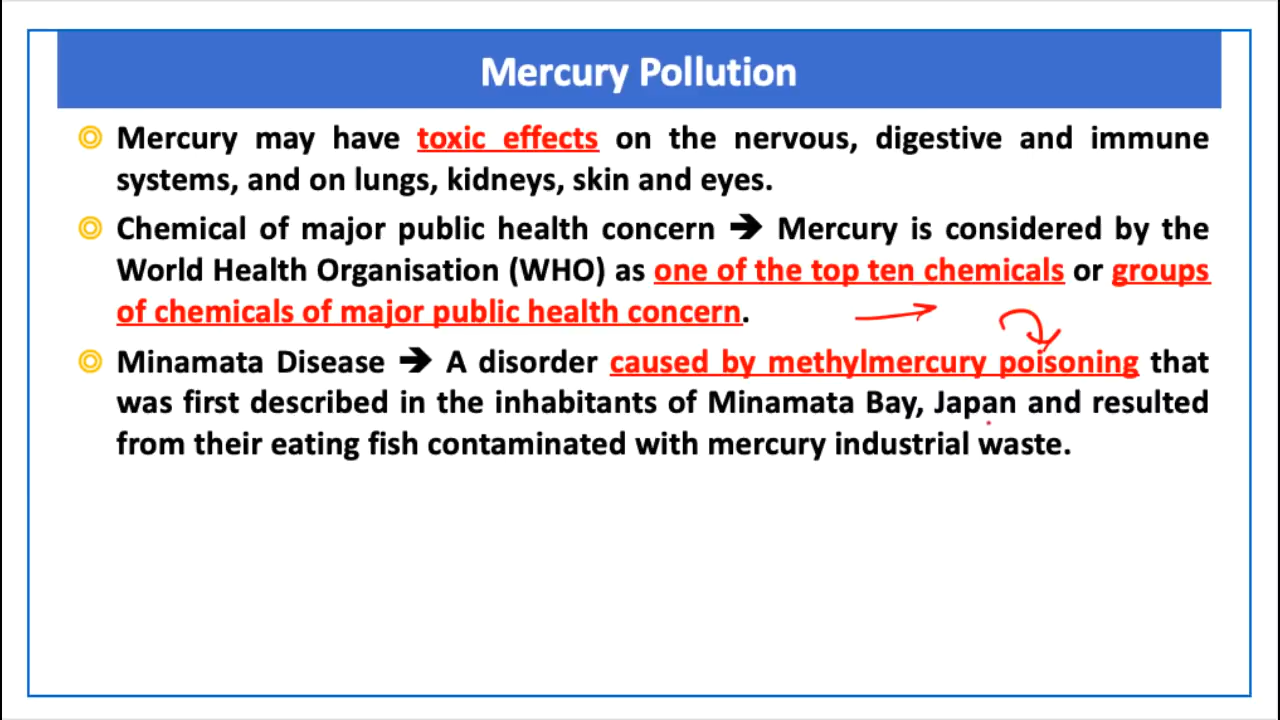 Mercury Pollution
Mercury may have toxic effects on the nervous, digestive and immune
systems, and on lungs, kidneys, skin and eyes.
Chemical of major public health concern ➔ Mercury is considered by the
World Health Organisation (WHO) as one of the top ten chemicals or groups
of chemicals of major public health concern.
Minamata Disease ➔ A disorder caused by methylmercury poisoning that
was first described in the inhabitants of Minamata Bay, Japan and resulted
from their eating fish contaminated with mercury industrial waste.